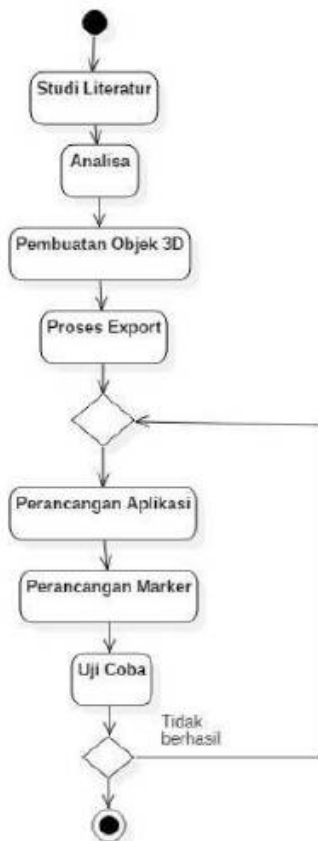 Studi Literatur
Analisa
Pembuatan Objek 3D
Proses Export
Perancangan Aplikasi
Perancangan Marker
Uji Coba
Tidak
berhasil